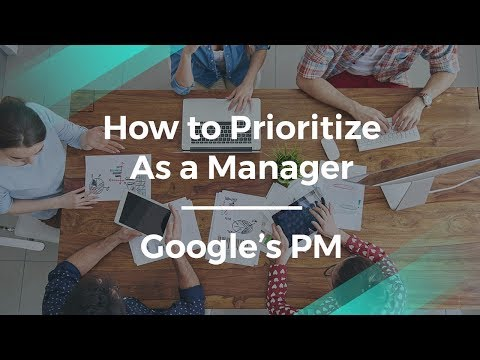 How to Prioritize
As a Manager
Google's PM